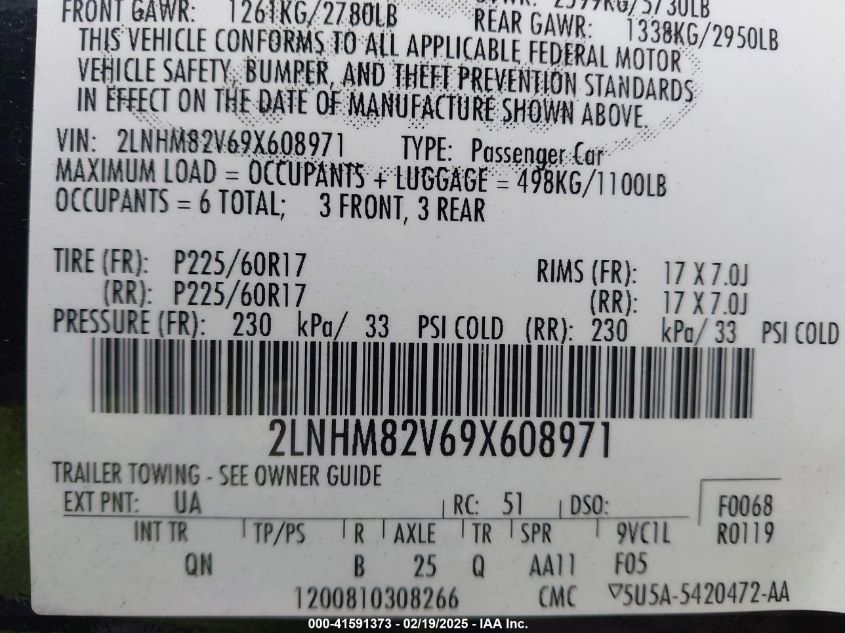 FRONT GAWR: 1261KG/2780LB
REAR GAWR: 1338KG/2950LB
THIS VEHICLE CONFORMS TO ALL APPLICABLE FEDERAL MOTOR
VEHICLE SAFETY, BUMPER, AND THEFT PREVENTION STANDARDS
IN EFFECT ON THE DATE OF MANUFACTURE SHOWN ABOVE.
VIN: 2LNHM82V69X608971 TYPE: Passenger Car
MAXIMUM LOAD = OCCUPANTS + LUGGAGE = 498KG/1100LB
OCCUPANTS = 6 TOTAL; 3 FRONT, 3 REAR
TIRE (FR): P225/60R17 RIMS (FR): 17 X 7.0J
(RR): P225/60R17 (RR): 17 X 7.0J
PRESSURE (FR): 230 kPa/ 33 PSI COLD (RR): 230 kPa/ 33 PSI COLD
2LNHM82V69X608971
TRAILER TOWING - SEE OWNER GUIDE
EXT PNT: UA RC: 51 DSO: F0068
INT TR TP/PS R AXLE TR SPR 9VC1L R0119
QN B 25 Q AA11 F05
1200810308266 CMC ▽5U5A-5420472-AA
000-41591373 - 02/19/2025 - IAA Inc.